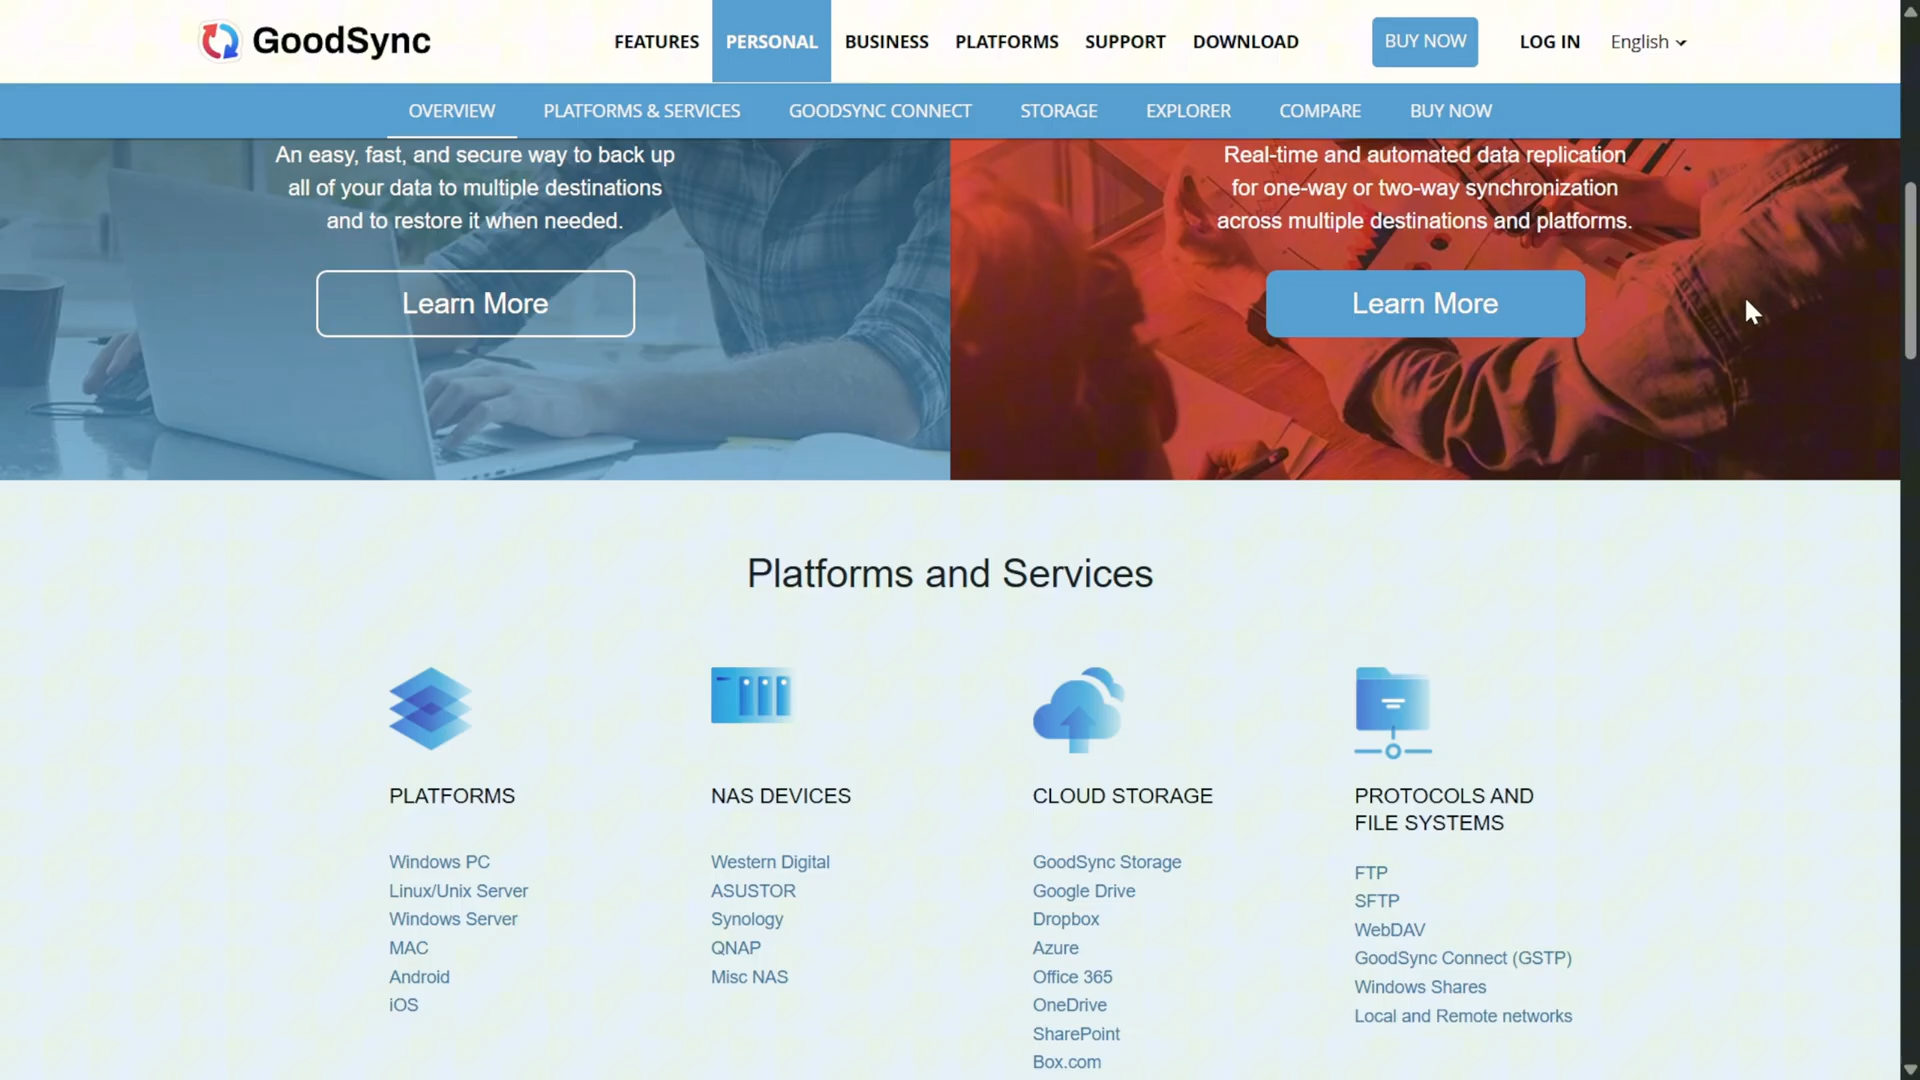 GoodSync
FEATURES
PERSONAL
BUSINESS
PLATFORMS
SUPPORT
DOWNLOAD
BUY NOW
LOG IN
English
OVERVIEW
PLATFORMS & SERVICES
GOODSYNC CONNECT
STORAGE
EXPLORER
COMPARE
BUY NOW
An easy, fast, and secure way to back up
all of your data to multiple destinations
and to restore it when needed.
Learn More
Real-time and automated data replication
for one-way or two-way synchronization
across multiple destinations and platforms.
Learn More
Platforms and Services
PLATFORMS
Windows PC
Linux/Unix Server
Windows Server
MAC
Android
iOS
NAS DEVICES
Western Digital
ASUSTOR
Synology
QNAP
Misc NAS
CLOUD STORAGE
GoodSync Storage
Google Drive
Dropbox
Azure
Office 365
OneDrive
SharePoint
Box.com
PROTOCOLS AND
FILE SYSTEMS
FTP
SFTP
WebDAV
GoodSync Connect (GSTP)
Windows Shares
Local and Remote networks